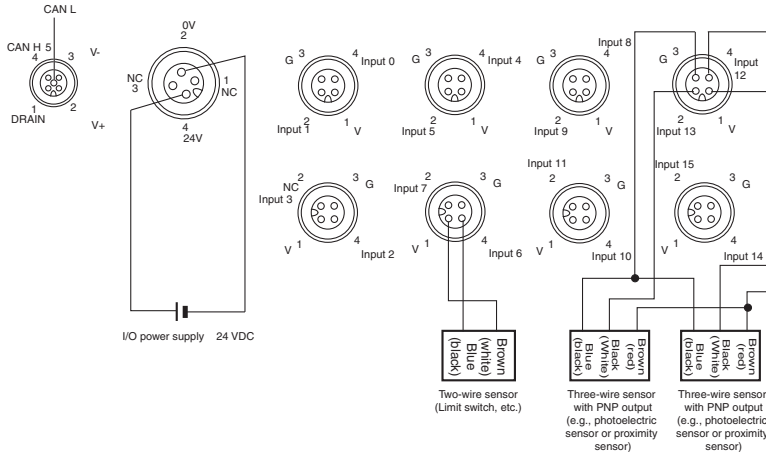 CAN L
CAN H 5
4
3
V-
1
DRAIN
2
V+
0V
2
NC
3
1
NC
4
24V
I/O power supply 24 VDC
G 3
4 Input 0
2
Input 1
1 V
G 3
4 Input 4
2
Input 5
1 V
G 3
4
Input 8
2
Input 9
1 V
G 3
4
Input
12
2
Input 13
1 V
NC 2
Input 3
3 G
V 1
4
Input 2
Input 7 2
3 G
V 1
4
Input 6
Input 11
2
3 G
V 1
4
Input 10
Input 15
2
3 G
V 1
4
Input 14
Brown
(white)
Blue
(black)
Two-wire sensor
(Limit switch, etc.)
Brown
(red)
Black
(White)
Blue
(black)
Three-wire sensor
with PNP output
(e.g., photoelectric
sensor or proximity
sensor)
Brown
(red)
Black
(White)
Blue
(black)
Three-wire sensor
with PNP output
(e.g., photoelectric
sensor or proximity
sensor)